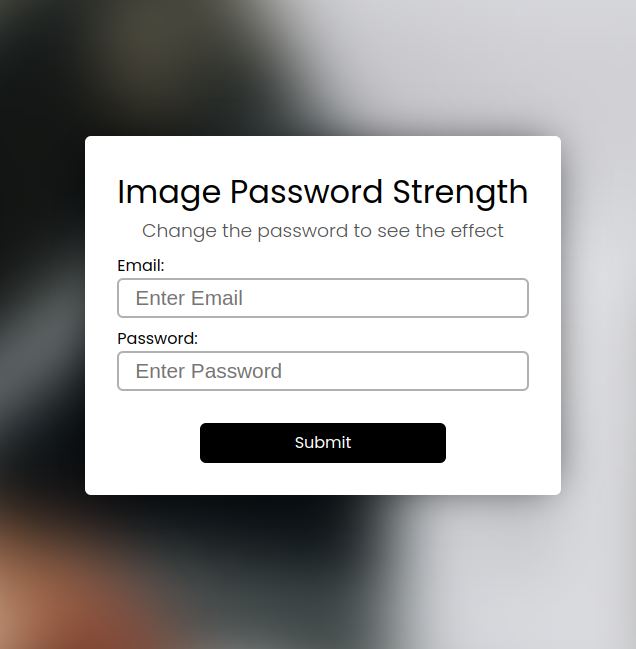 Image Password Strength
Change the password to see the effect
Email:
Enter Email
Password:
Enter Password
Submit